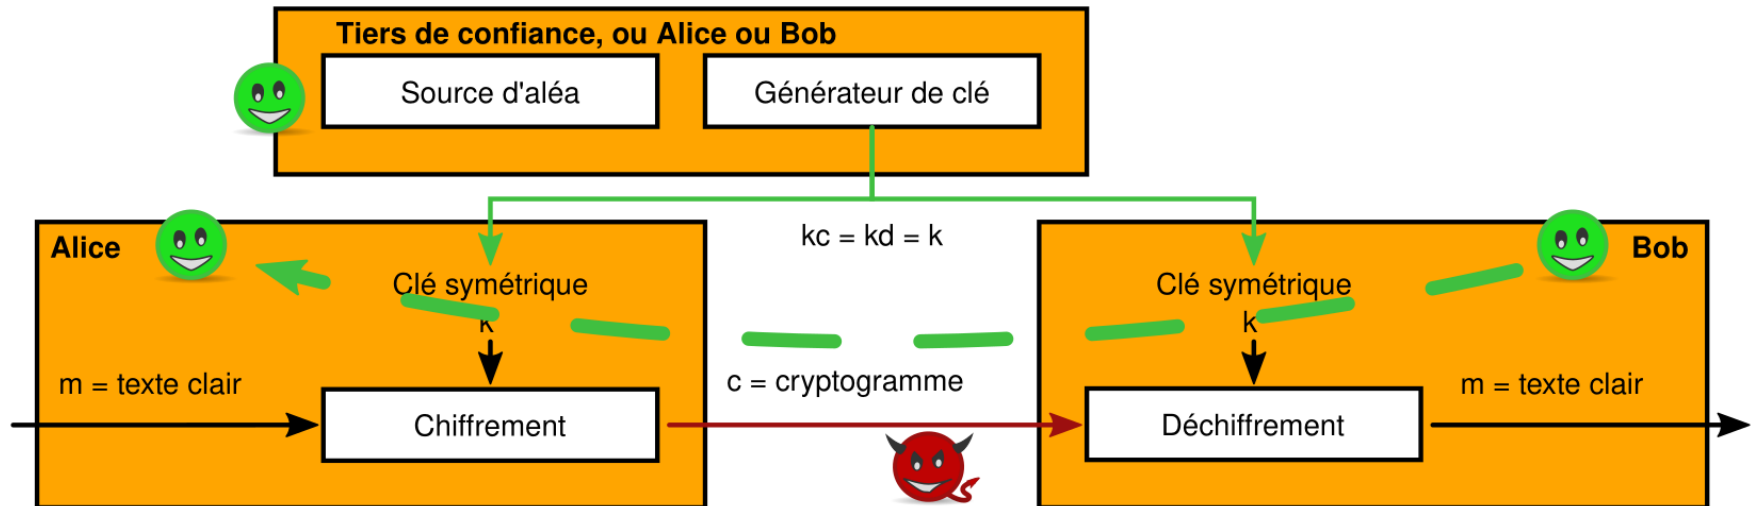 Tiers de confiance, ou Alice ou Bob
Source d'aléa
Générateur de clé
Alice
kc = kd = k
Bob
Clé symétrique
k
Clé symétrique
k
m = texte clair
c = cryptogramme
m = texte clair
Chiffrement
Déchiffrement